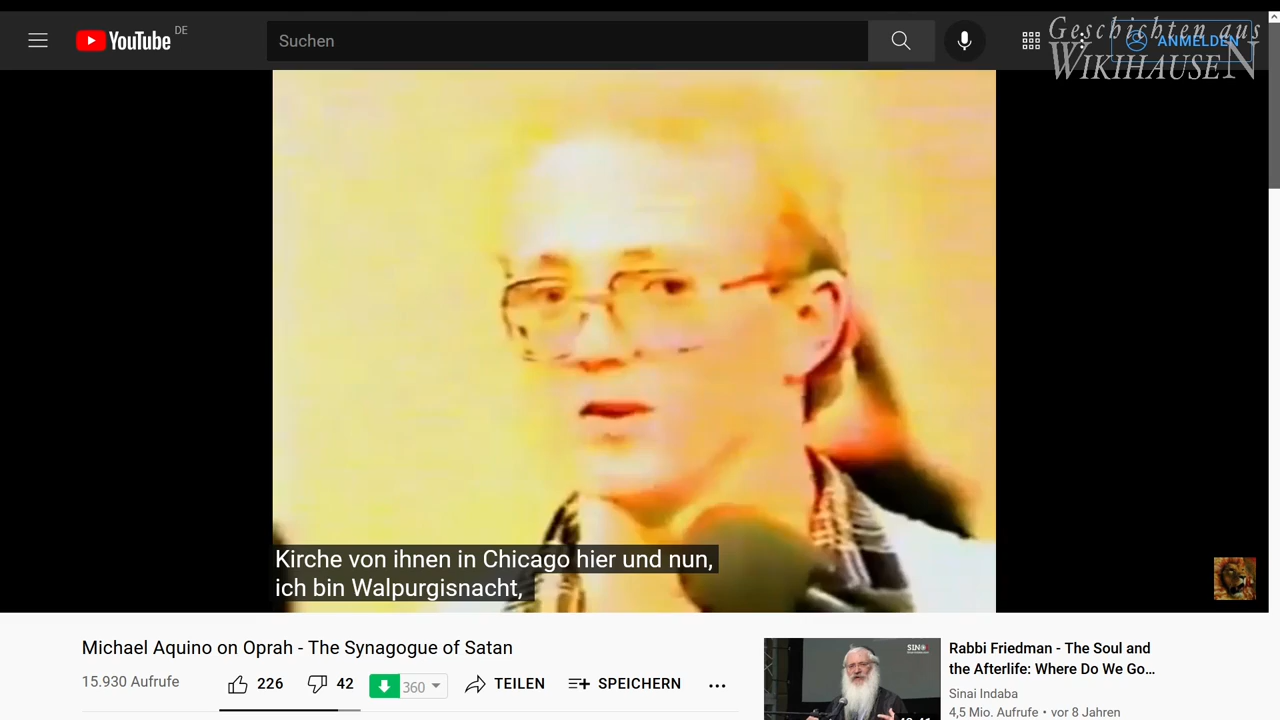 YouTube DE
Suchen
ANMELDEN
Geschichten aus
WIKIHAUSEN
Kirche von ihnen in Chicago hier und nun,
ich bin Walpurgisnacht,
Michael Aquino on Oprah - The Synagogue of Satan
15.930 Aufrufe
226
42
360
TEILEN
SPEICHERN
Rabbi Friedman - The Soul and
the Afterlife: Where Do We Go...
Sinai Indaba
4,5 Mio. Aufrufe • vor 8 Jahren